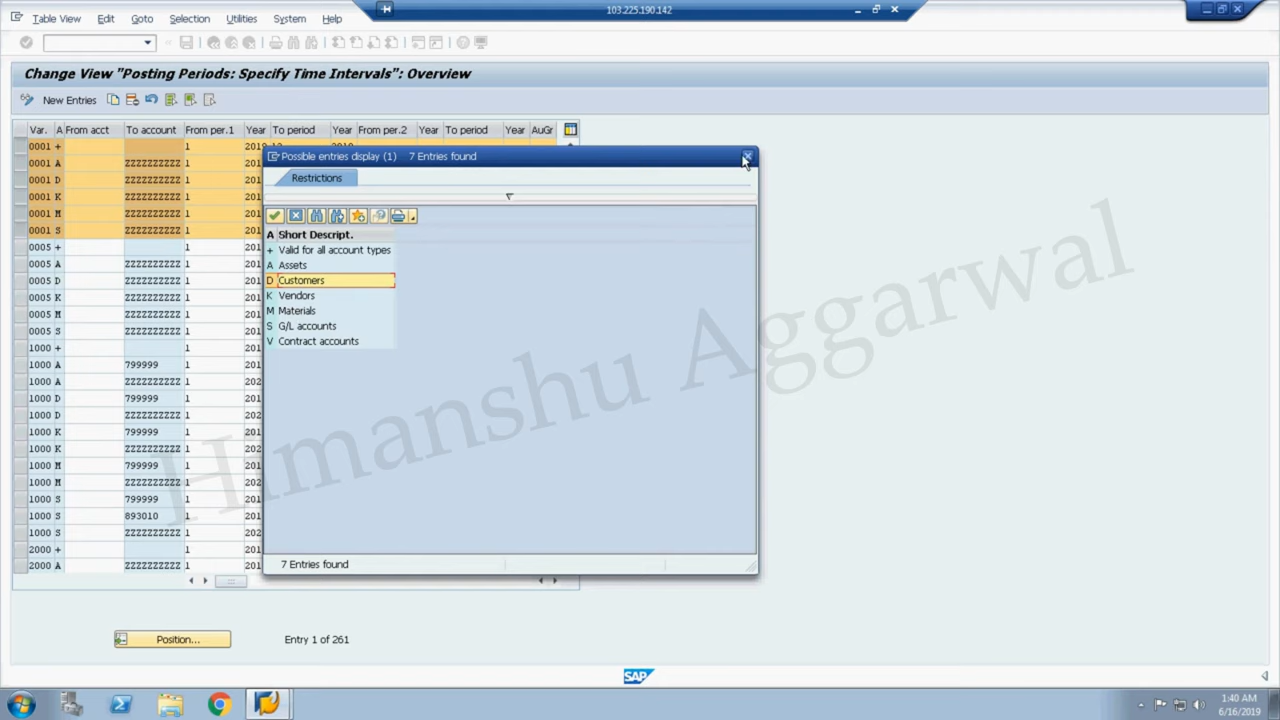 Table View Edit Goto Selection Utilities System Help
103.225.190.142
Change View "Posting Periods: Specify Time Intervals": Overview
New Entries
Var. A From acct To account From per.1 Year To period Year From per.2 Year To period Year AuGr
0001 + 1
0001 A ZZZZZZZZZZ 1
0001 D ZZZZZZZZZZ 1
0001 K ZZZZZZZZZZ 1
0001 M ZZZZZZZZZZ 1
0001 S ZZZZZZZZZZ 1
0005 + 1 201
0005 A ZZZZZZZZZZ 1 201
0005 D ZZZZZZZZZZ 1 201
0005 K ZZZZZZZZZZ 1 201
0005 M ZZZZZZZZZZ 1 201
0005 S ZZZZZZZZZZ 1 201
1000 + 1 201
1000 A 799999 1 201
1000 A ZZZZZZZZZZ 1 202
1000 D 799999 1 201
1000 D ZZZZZZZZZZ 1 202
1000 K 799999 1 201
1000 K ZZZZZZZZZZ 1 202
1000 M 799999 1 201
1000 M ZZZZZZZZZZ 1 202
1000 S 799999 1 201
1000 S 893010 1 201
1000 S ZZZZZZZZZZ 1 202
2000 + 1 201
2000 A ZZZZZZZZZZ 1 201
Possible entries display (1) 7 Entries found
Restrictions
A Short Descript.
+ Valid for all account types
A Assets
D Customers
K Vendors
M Materials
S G/L accounts
V Contract accounts
7 Entries found
Position...
Entry 1 of 261
Himanshu Aggarwal
SAP
1:40 AM
6/16/2019